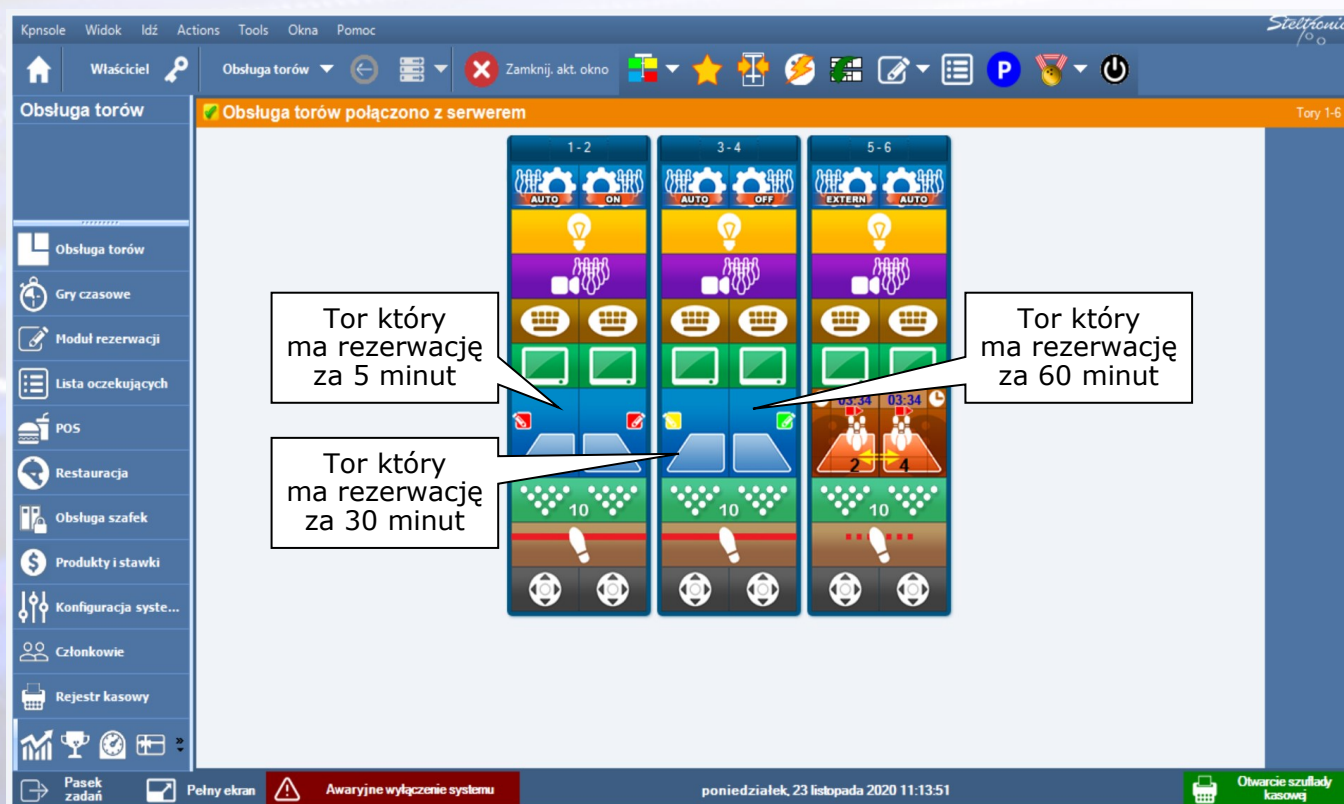 Kpnsole Widok Idź Actions Tools Okna Pomoc
Steltronic
Właściciel Obsługa torów Zamknij. akt. okno P
Obsługa torów
Obsługa torów połączono z serwerem Tory 1-6
1 - 2 3 - 4 5 - 6
AUTO ON AUTO OFF EXTERN AUTO
Obsługa torów
Gry czasowe
Moduł rezerwacji
Lista oczekujących
POS
Restauracja
Obsługa szafek
Produkty i stawki
Konfiguracja syste...
Członkowie
Rejestr kasowy
Tor który
ma rezerwację
za 5 minut
Tor który
ma rezerwację
za 60 minut
03:34 03:34
Tor który
ma rezerwację
za 30 minut
2 4
10 10 10
Pasek
zadań
Pełny ekran
Awaryjne wyłączenie systemu
poniedziałek, 23 listopada 2020 11:13:51
Otwarcie szuflady
kasowej